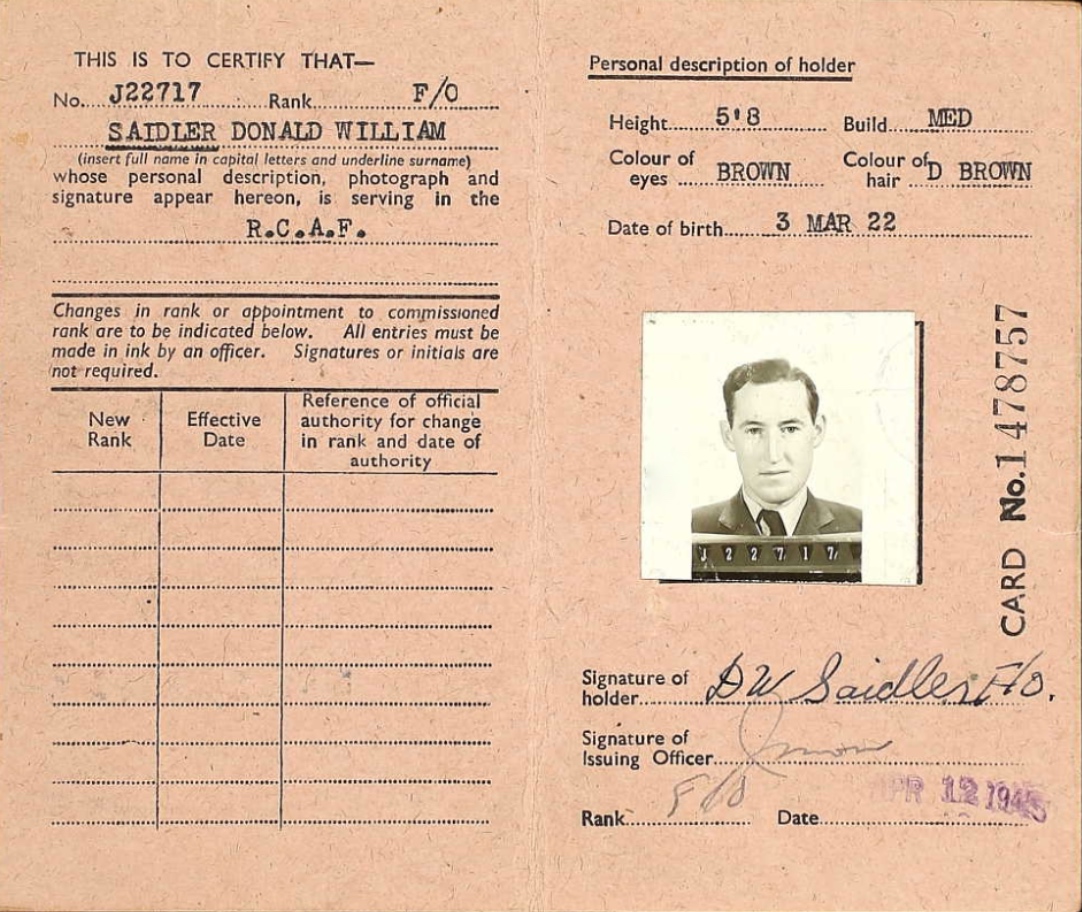 THIS IS TO CERTIFY THAT—
No. J22717 Rank F/O
SAIDLER DONALD WILLIAM
(insert full name in capital letters and underline surname)
whose personal description, photograph and
signature appear hereon, is serving in the
R.C.A.F.
Changes in rank or appointment to commissioned
rank are to be indicated below. All entries must be
made in ink by an officer. Signatures or initials are
not required.
New Rank
Effective Date
Reference of official authority for change in rank and date of authority
Personal description of holder
Height 5'8 Build MED
Colour of eyes BROWN Colour of hair D BROWN
Date of birth 3 MAR 22
J 2 2 7 1 7
CARD No. 1478757
Signature of holder DW Saidler F/O.
Signature of Issuing Officer
Rank F/O Date APR 12 1945